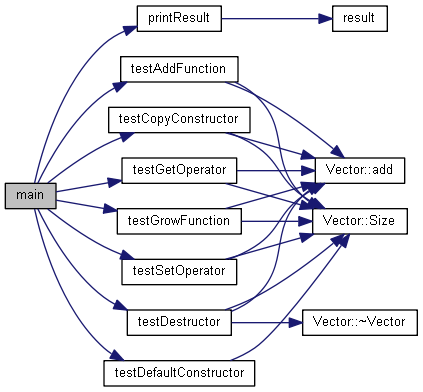 printResult
result
testAddFunction
testCopyConstructor
testGetOperator
Vector::add
main
testGrowFunction
Vector::Size
testSetOperator
testDestructor
Vector::~Vector
testDefaultConstructor